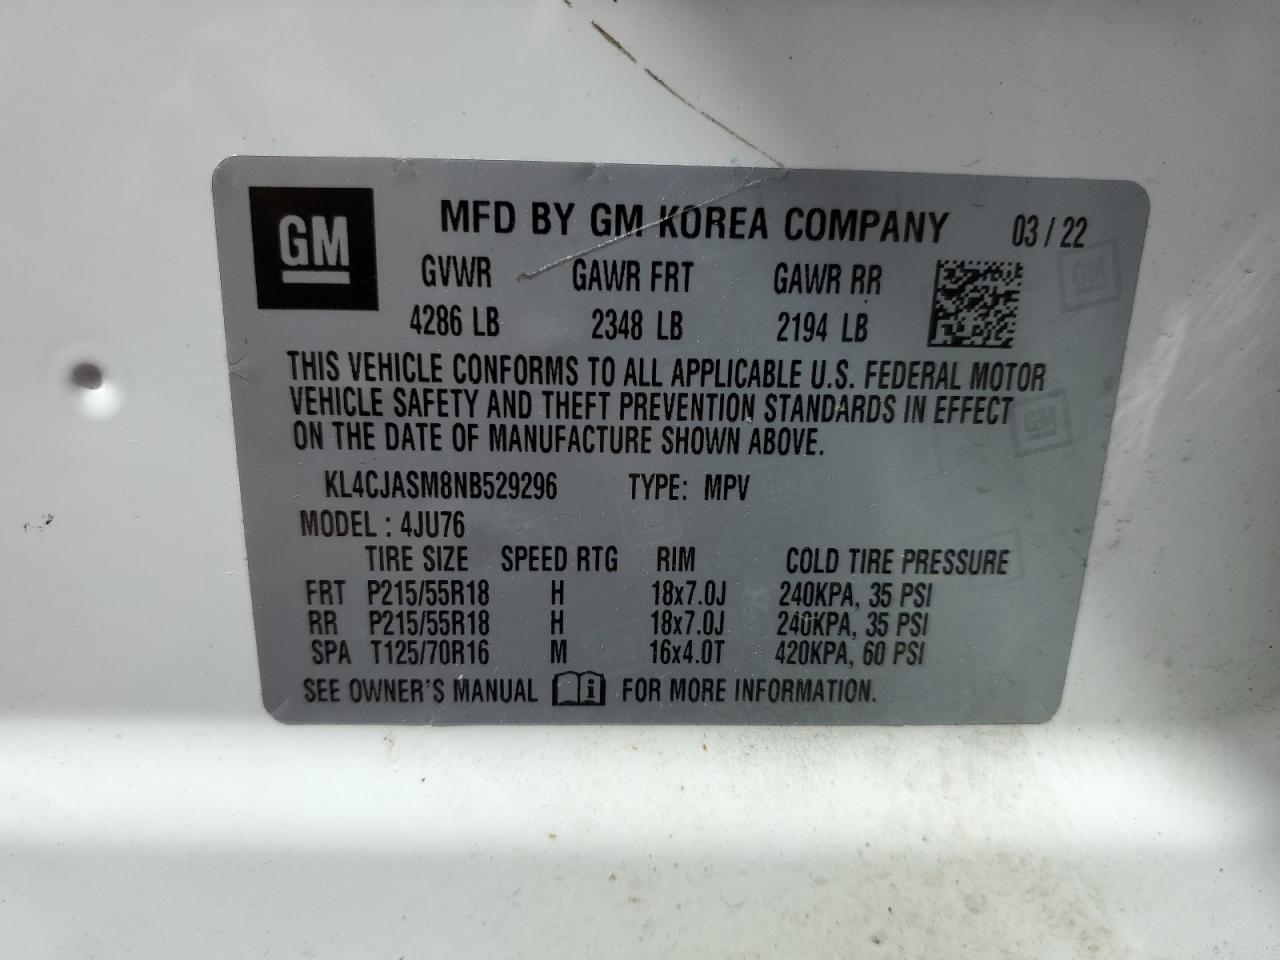 GM
MFD BY GM KOREA COMPANY 03 / 22
GVWR GAWR FRT GAWR RR
4286 LB 2348 LB 2194 LB
THIS VEHICLE CONFORMS TO ALL APPLICABLE U.S. FEDERAL MOTOR
VEHICLE SAFETY AND THEFT PREVENTION STANDARDS IN EFFECT
ON THE DATE OF MANUFACTURE SHOWN ABOVE.
KL4CJASM8NB529296 TYPE: MPV
MODEL : 4JU76
TIRE SIZE SPEED RTG RIM COLD TIRE PRESSURE
FRT P215/55R18 H 18x7.0J 240KPA, 35 PSI
RR P215/55R18 H 18x7.0J 240KPA, 35 PSI
SPA T125/70R16 M 16x4.0T 420KPA, 60 PSI
SEE OWNER'S MANUAL i FOR MORE INFORMATION.
GM
GM